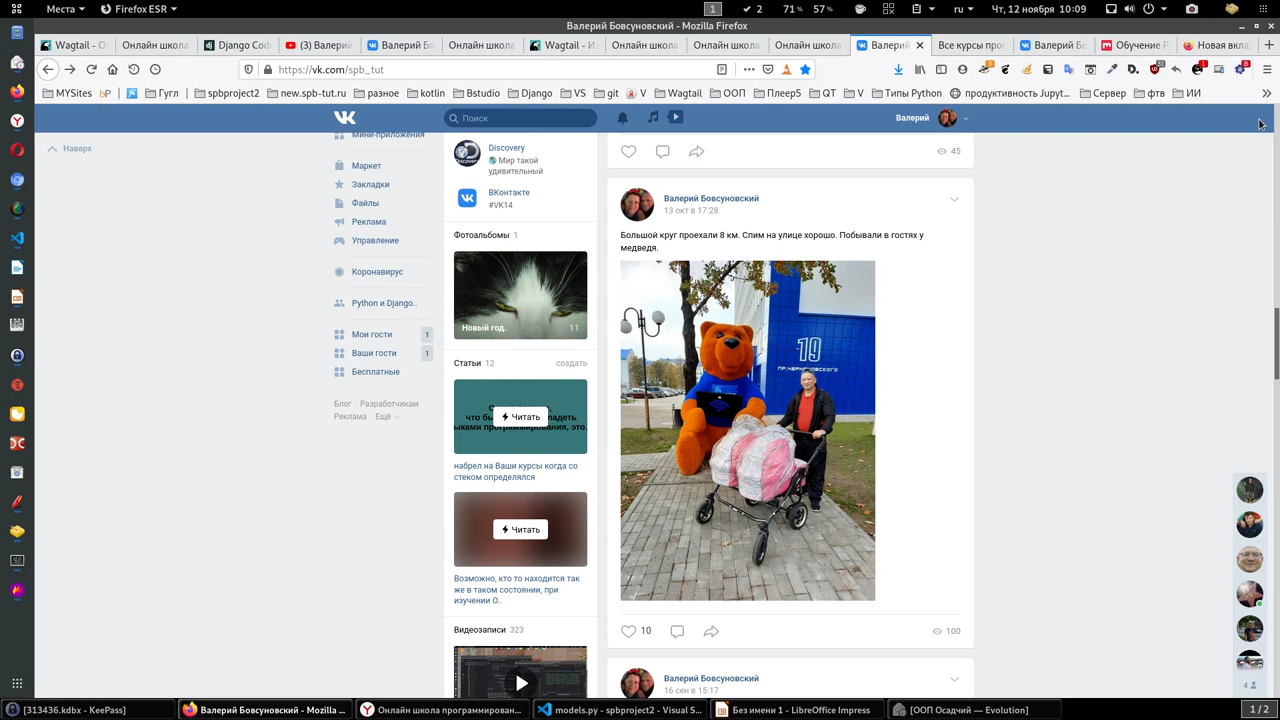 Места
Firefox ESR
1
2
71 %
57 %
ru
Чт, 12 ноября 10:09
Валерий Бовсуновский - Mozilla Firefox
Wagtail - О
Онлайн школа
Django Cod
(3) Валерий
Валерий Бо
Онлайн школа
Wagtail - И
Онлайн школа
Онлайн школа
Онлайн школа
Валерий
Все курсы про
Валерий Бо
Обучение P
Новая вкла
https://vk.com/spb_tut
MYSites
bP
Гугл
spbproject2
new.spb-tut.ru
разное
kotlin
Bstudio
Django
VS
git
V
Wagtail
ООП
Плеер5
QT
V
Типы Python
продуктивность Jupyt...
Сервер
фтв
ИИ
Поиск
Валерий
Наверх
Мини-приложения
Маркет
Закладки
Файлы
Реклама
Управление
Коронавирус
Python и Django..
Мои гости 1
Ваши гости 1
Бесплатные
Блог Разработчикам
Реклама Ещё
Discovery
Мир такой
удивительный
ВКонтакте
#VK14
Фотоальбомы 1
Новый год. 11
Статьи 12 создать
Читать
набрел на Ваши курсы когда со
стеком определялся
Читать
Возможно, кто то находится так
же в таком состоянии, при
изучении О..
Видеозаписи 323
45
Валерий Бовсуновский
13 окт в 17:28
Большой круг проехали 8 км. Спим на улице хорошо. Побывали в гостях у
медведя.
19
ПР.ЧЕРНЯХОВСКОГО
10
100
Валерий Бовсуновский
16 сен в 15:17
4
[313436.kdbx - KeePass]
Валерий Бовсуновский - Mozilla ...
Онлайн школа программирован...
models.py - spbproject2 - Visual S...
Без имени 1 - LibreOffice Impress
[ООП Осадчий — Evolution]
1 / 2